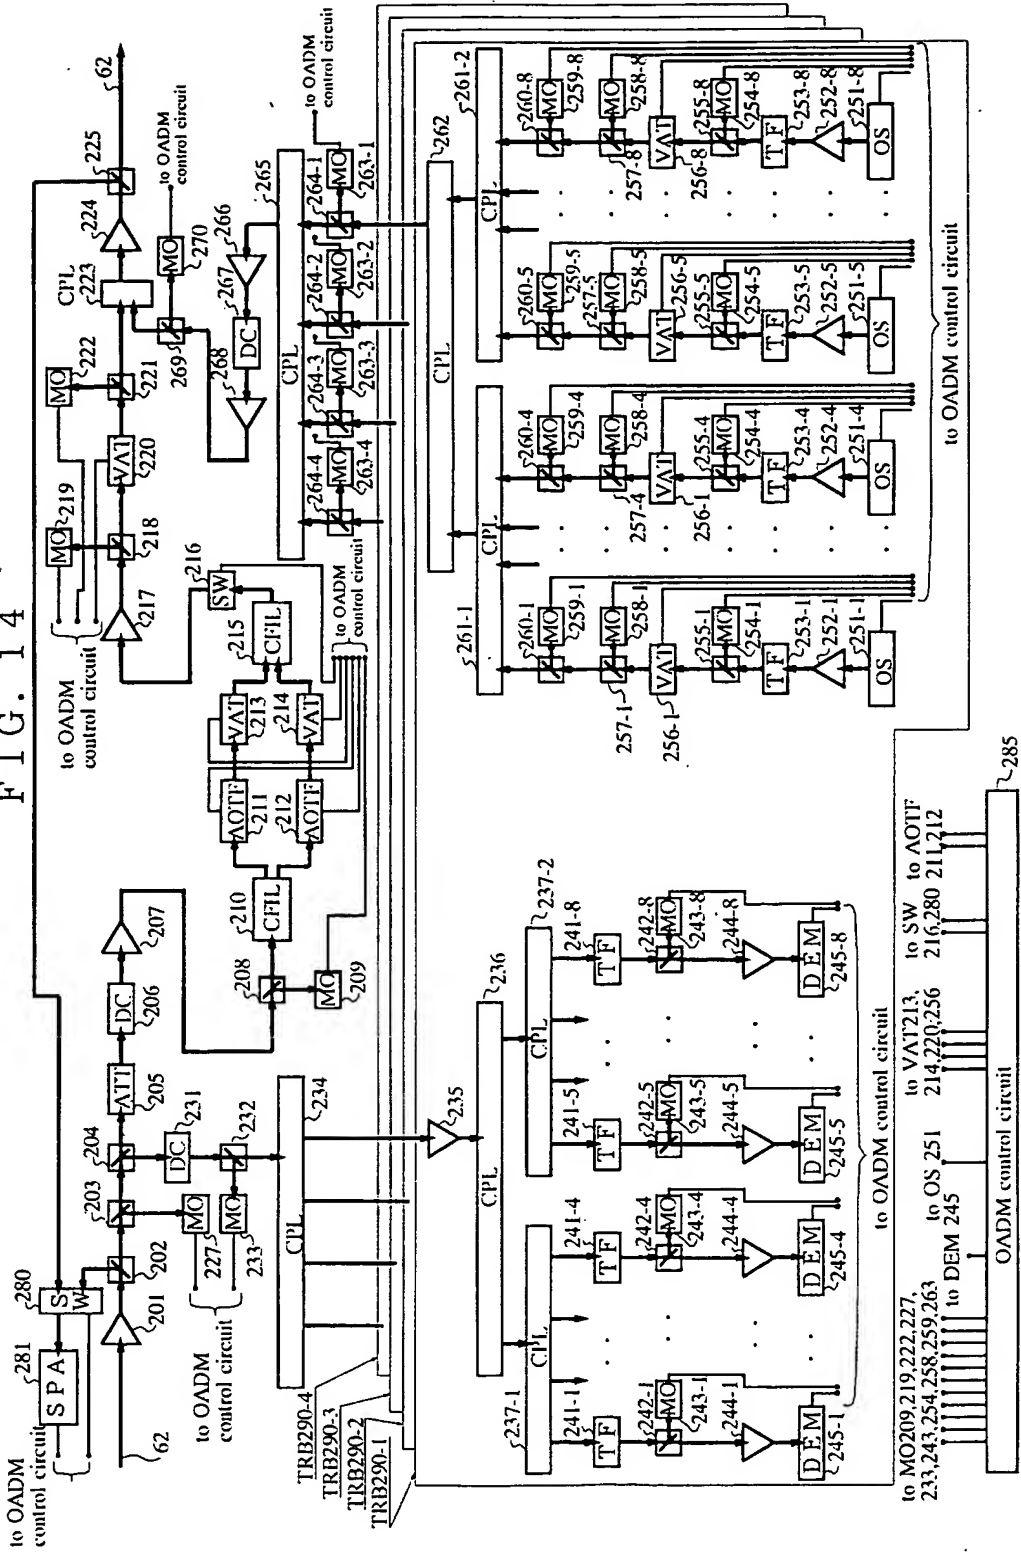 FIG. 14
to OADM
control circuit
281
SPA
280
SW
62
201
202
203
204
ATT
205
DC
206
207
DC
231
232
MO
227
MO
233
to OADM
control circuit
208
MO
209
210
CFIL
AOTF
211
AOTF
212
VAT
213
VAT
214
CFIL
215
SW
216
to OADM
control circuit
217
218
MO
219
VAT
220
221
MO
222
to OADM
control circuit
CPL
223
224
225
62
to OADM
control circuit
MO
270
269
268
DC
267
266
CPL
265
264-4
MO
263-4
264-3
MO
263-3
264-2
MO
263-2
264-1
MO
263-1
to OADM
control circuit
CPL
234
TRB290-4
TRB290-3
TRB290-2
TRB290-1
235
CPL
236
237-1
CPL
CPL
237-2
241-1
TF
241-4
TF
241-5
TF
241-8
TF
242-1
MO
243-1
242-4
MO
243-4
242-5
MO
243-5
242-8
MO
243-8
244-1
244-4
244-5
244-8
DEM
245-1
DEM
245-4
DEM
245-5
DEM
245-8
to OADM control circuit
CPL
262
261-1
CPL
CPL
261-2
260-1
MO
259-1
260-4
MO
259-4
260-5
MO
259-5
260-8
MO
259-8
257-1
MO
258-1
257-4
MO
258-4
257-5
MO
258-5
257-8
MO
258-8
VAT
256-1
VAT
256-1
VAT
256-5
VAT
256-8
255-1
MO
254-1
255-4
MO
254-4
255-5
MO
254-5
255-8
MO
254-8
TF
253-1
TF
253-4
TF
253-5
TF
253-8
252-1
252-4
252-5
252-8
OS
251-1
OS
251-4
OS
251-5
OS
251-8
to OADM control circuit
to MO209,219,222,227,
233,243,254,258,259,263
to DEM 245
to OS 251
to VAT213,
214,220,256
to SW
216,280
to AOTF
211,212
OADM control circuit
285